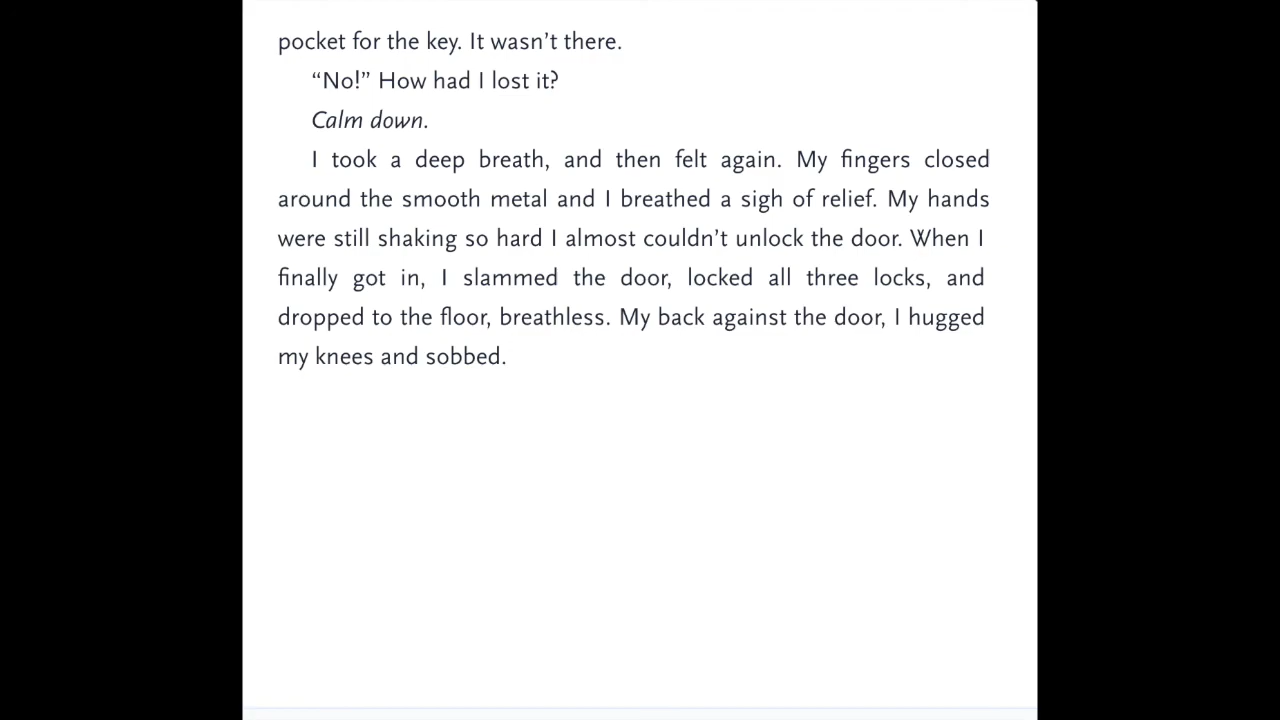 pocket for the key. It wasn’t there.
“No!” How had I lost it?
Calm down.
I took a deep breath, and then felt again. My fingers closed
around the smooth metal and I breathed a sigh of relief. My hands
were still shaking so hard I almost couldn’t unlock the door. When I
finally got in, I slammed the door, locked all three locks, and
dropped to the floor, breathless. My back against the door, I hugged
my knees and sobbed.